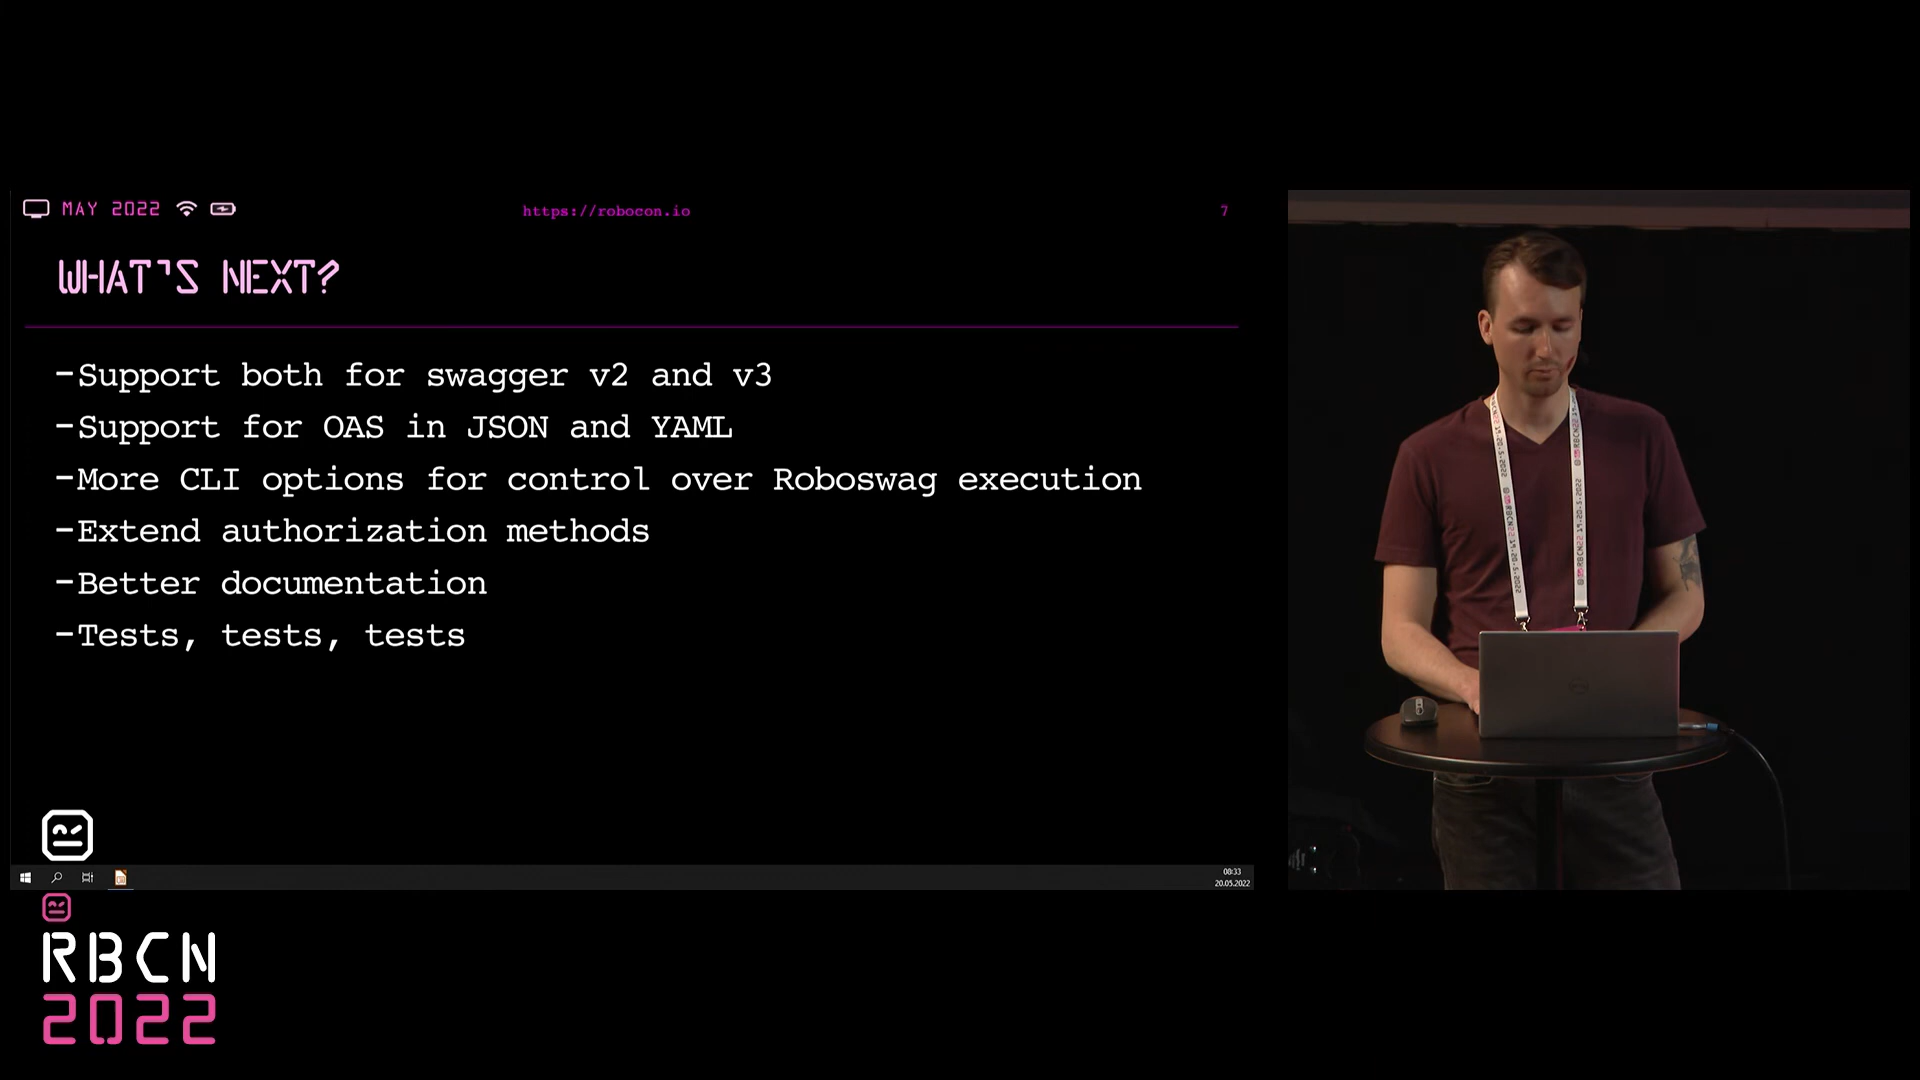 MAY 2022
https://robocon.io
7
WHAT'S NEXT?
-Support both for swagger v2 and v3
-Support for OAS in JSON and YAML
-More CLI options for control over Roboswag execution
-Extend authorization methods
-Better documentation
-Tests, tests, tests
08:33
20.05.2022
RBCN
2022